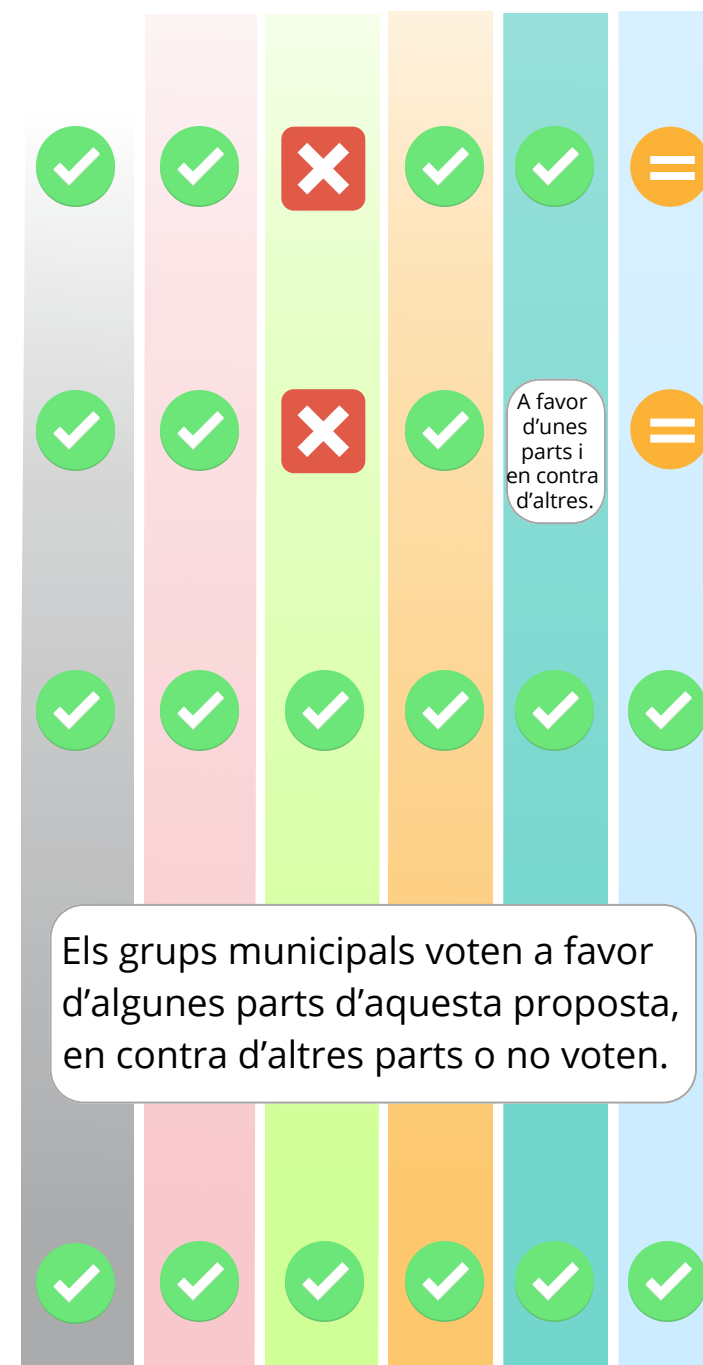 A favor
d’unes
parts i
en contra
d’altres.
Els grups municipals voten a favor
d’algunes parts d’aquesta proposta,
en contra d’altres parts o no voten.